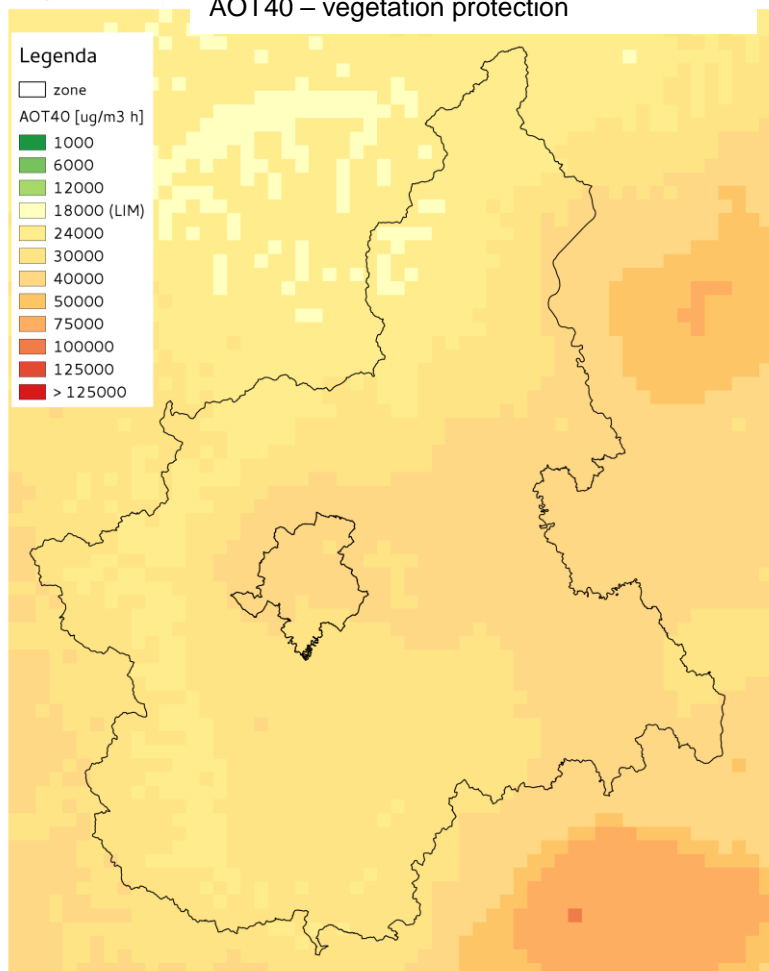 AOT40 – vegetation protection
Legenda
zone
AOT40 [ug/m3 h]
1000
6000
12000
18000 (LIM)
24000
30000
40000
50000
75000
100000
125000
> 125000